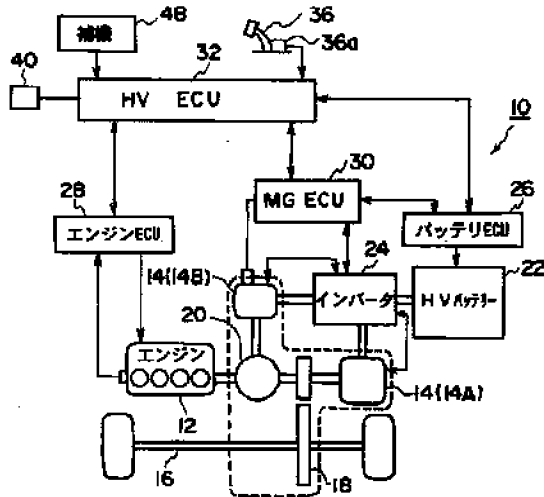 48
補機
36
36a
32
40
HV ECU
10
30
28
MG ECU
26
エンジンECU
バッテリECU
24
22
14(14B)
インバータ
HVバッテリー
20
エンジン
12
14(14A)
16
18